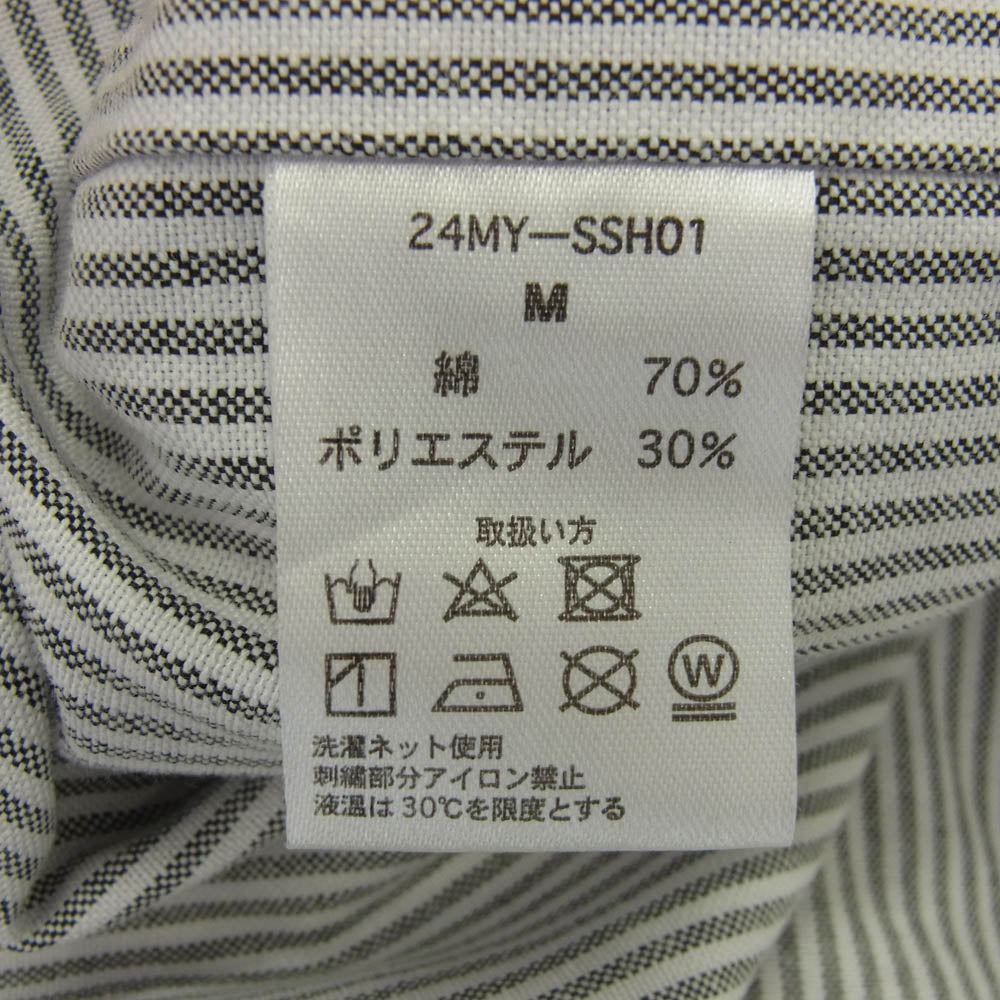 24MY—SSH01
M
綿 70%
ポリエステル 30%
取扱い方
W
洗濯ネット使用
刺繍部分アイロン禁止
液温は30℃を限度とする